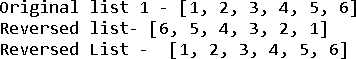 Original list 1 - [1, 2, 3, 4, 5, 6]
Reversed list- [6, 5, 4, 3, 2, 1]
Reversed List -  [1, 2, 3, 4, 5, 6]